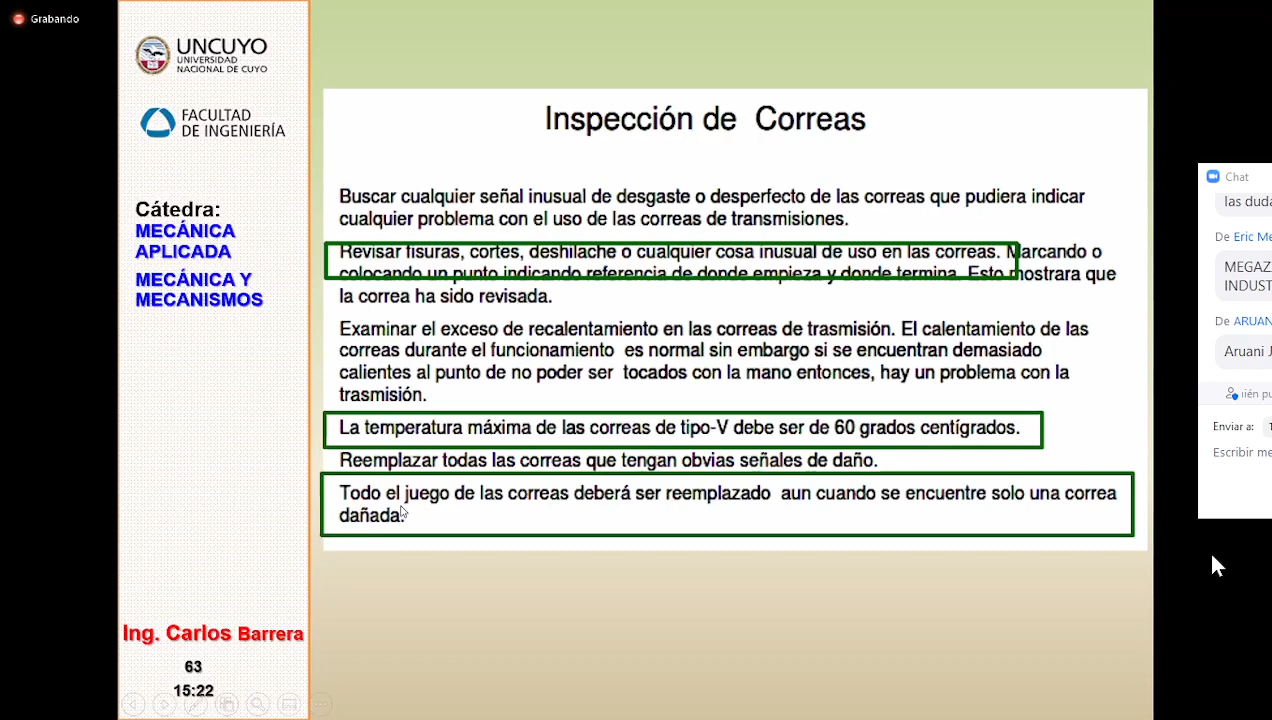 Grabando
UNCUYO
UNIVERSIDAD
NACIONAL DE CUYO
FACULTAD
DE INGENIERÍA
Cátedra:
MECÁNICA
APLICADA
MECÁNICA Y
MECANISMOS
Ing. Carlos Barrera
63
15:22
Inspección de Correas
Buscar cualquier señal inusual de desgaste o desperfecto de las correas que pudiera indicar
cualquier problema con el uso de las correas de transmisiones.
Revisar fisuras, cortes, deshilache o cualquier cosa inusual de uso en las correas. Marcando o
colocando un punto indicando referencia de donde empieza y donde termina. Esto mostrara que
la correa ha sido revisada.
Examinar el exceso de recalentamiento en las correas de trasmisión. El calentamiento de las
correas durante el funcionamiento es normal sin embargo si se encuentran demasiado
calientes al punto de no poder ser tocados con la mano entonces, hay un problema con la
trasmisión.
La temperatura máxima de las correas de tipo-V debe ser de 60 grados centígrados.
Reemplazar todas las correas que tengan obvias señales de daño.
Todo el juego de las correas deberá ser reemplazado aun cuando se encuentre solo una correa
dañada.
Chat
las duda
De Eric Me
MEGAZ
INDUST
De ARUAN
Aruani J
ién pu
Enviar a:
Escribir me